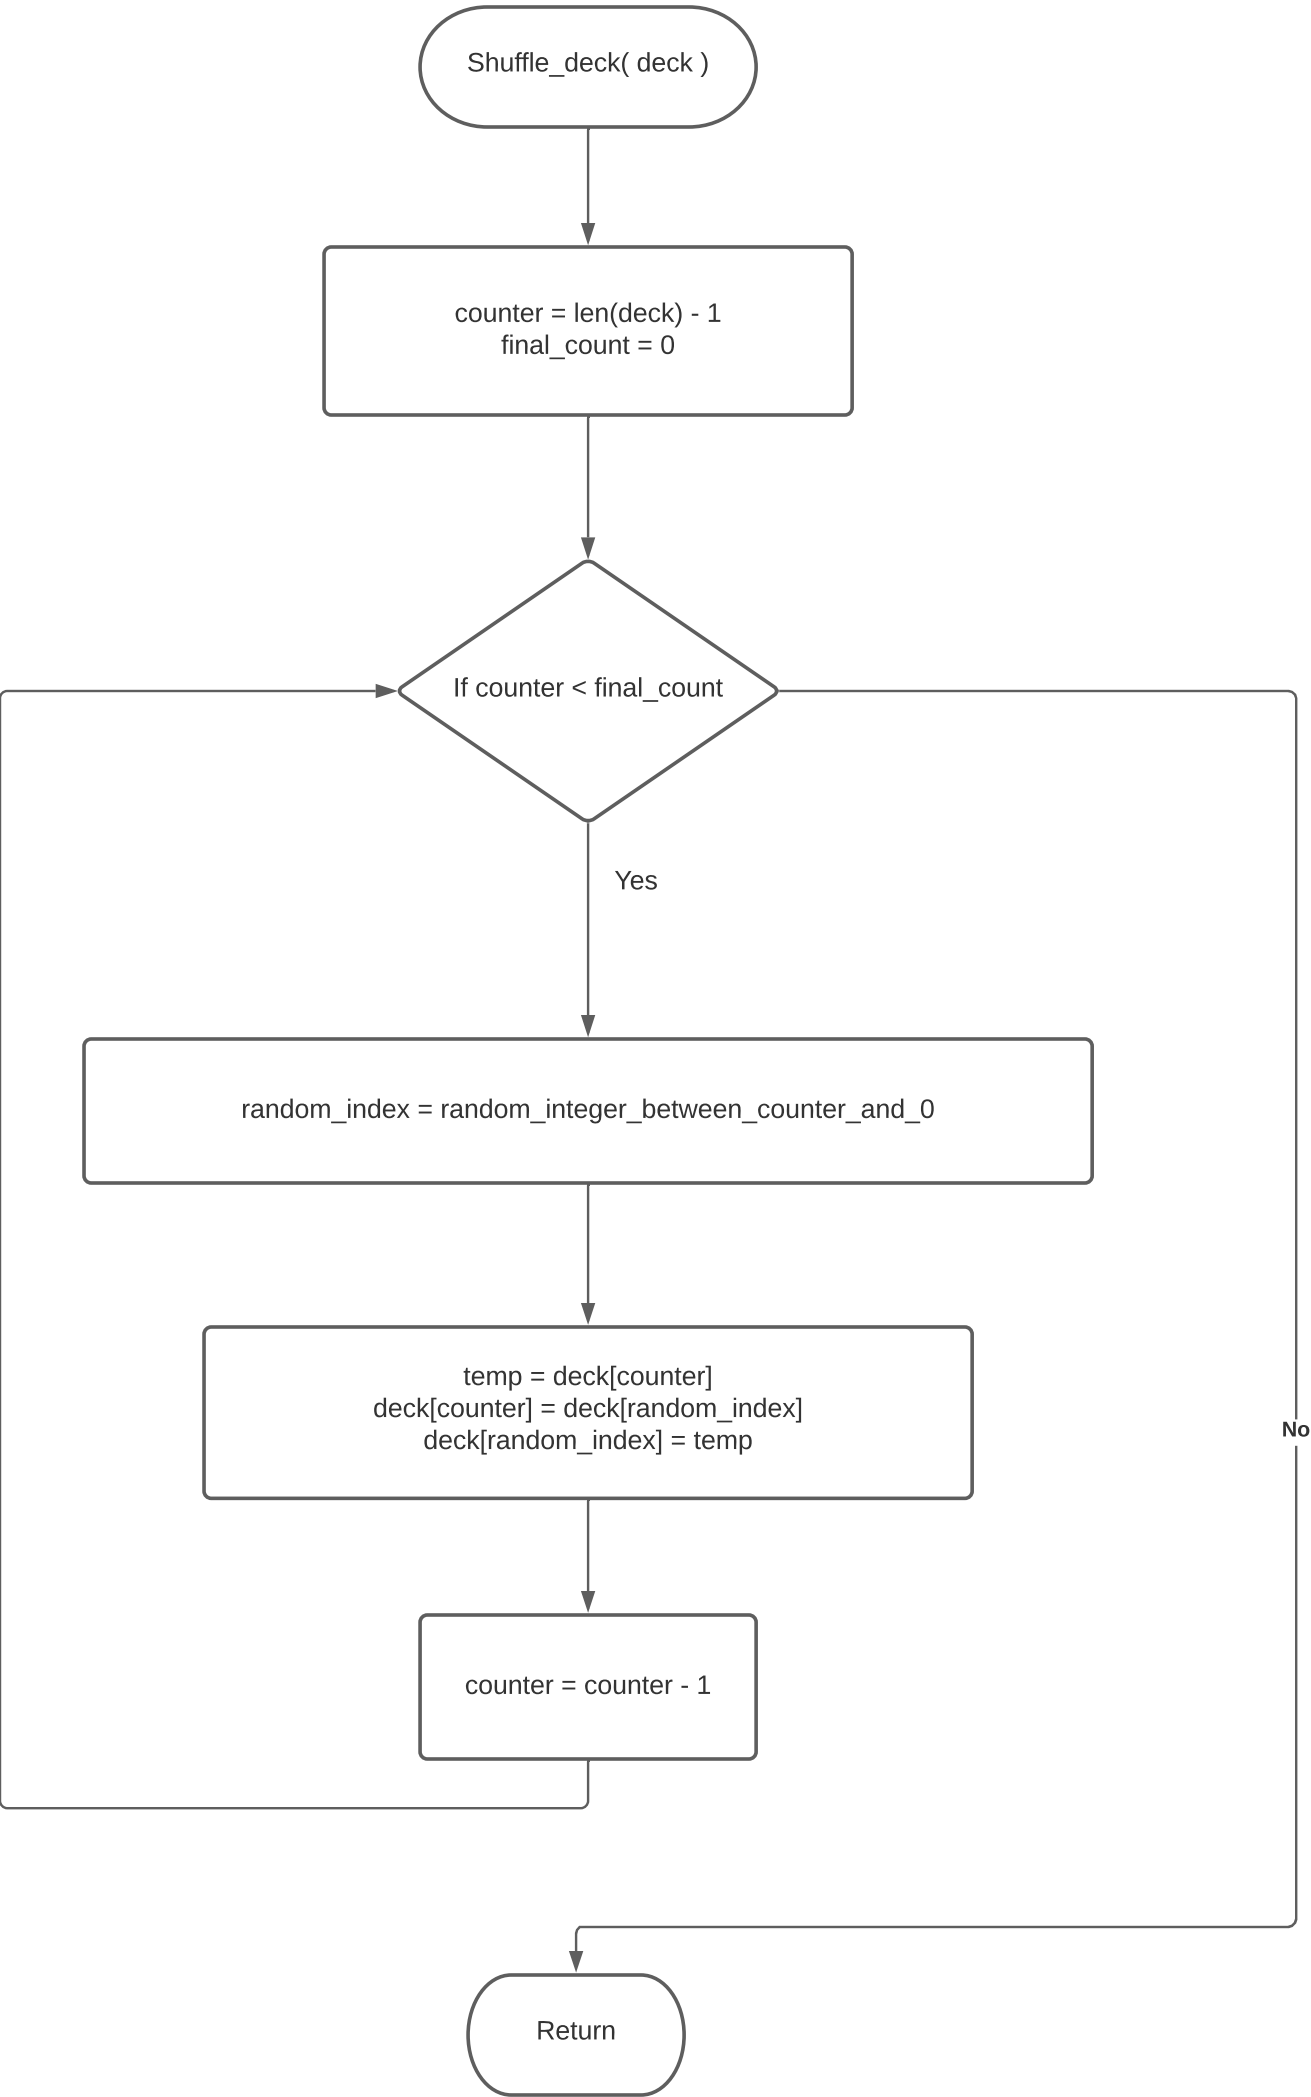 Shuffle_deck( deck )
counter = len(deck) - 1
final_count = 0
If counter < final_count
Yes
random_index = random_integer_between_counter_and_0
temp = deck[counter]
deck[counter] = deck[random_index]
deck[random_index] = temp
No
counter = counter - 1
Return